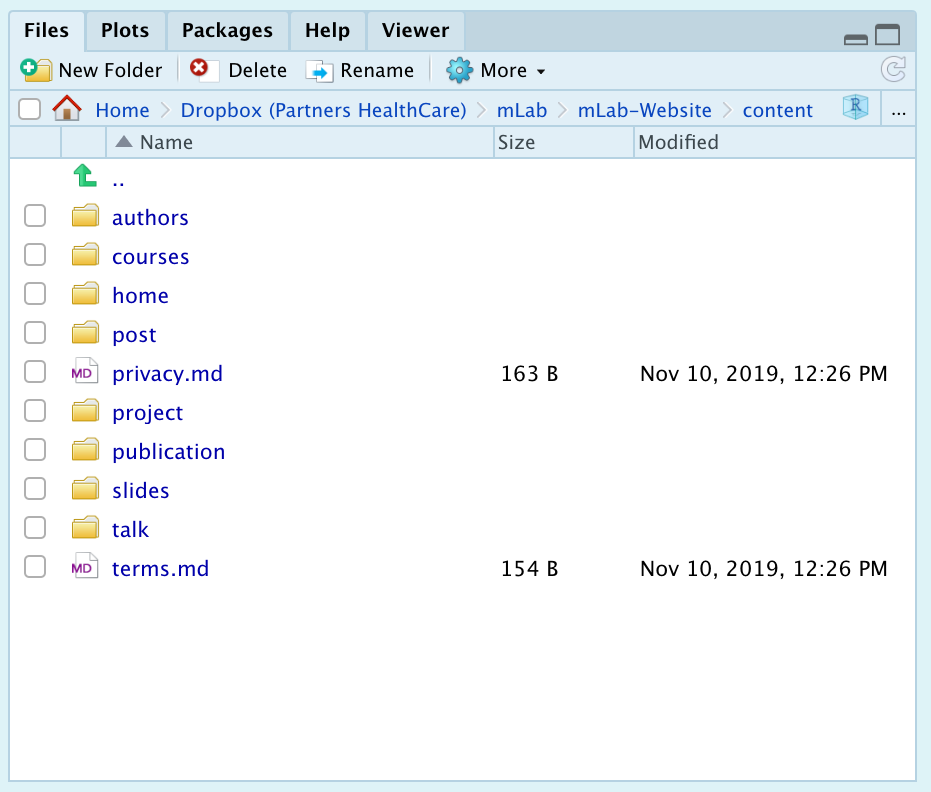 Files Plots Packages Help Viewer
New Folder Delete Rename More
Home Dropbox (Partners HealthCare) mLab mLab-Website content R ...
Name Size Modified
..
authors
courses
home
post
MD privacy.md 163 B Nov 10, 2019, 12:26 PM
project
publication
slides
talk
MD terms.md 154 B Nov 10, 2019, 12:26 PM